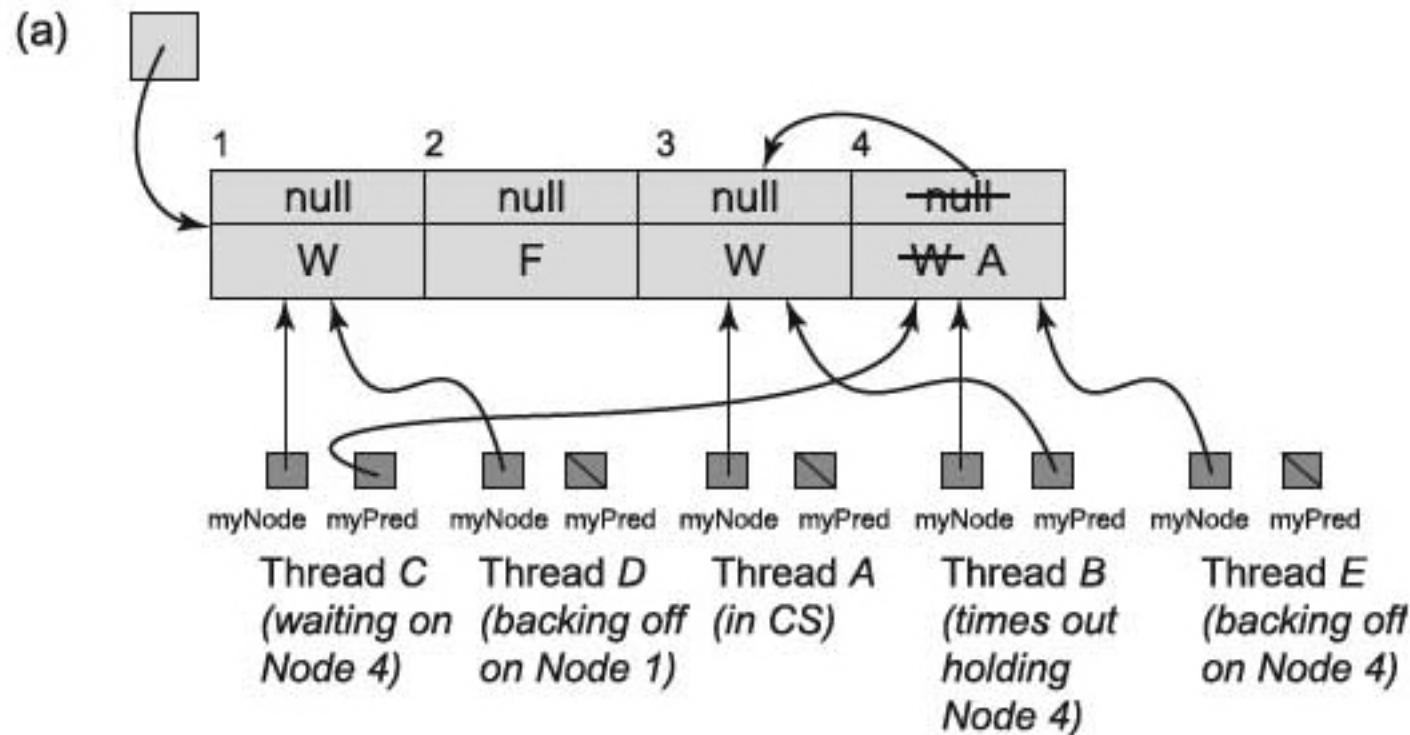 (a)
1 2 3 4
null null null null
W F W W A
myNode myPred myNode myPred myNode myPred myNode myPred myNode myPred
Thread C Thread D Thread A Thread B Thread E
(waiting on (backing off (in CS) (times out (backing off
Node 4) on Node 1) holding on Node 4)
Node 4)